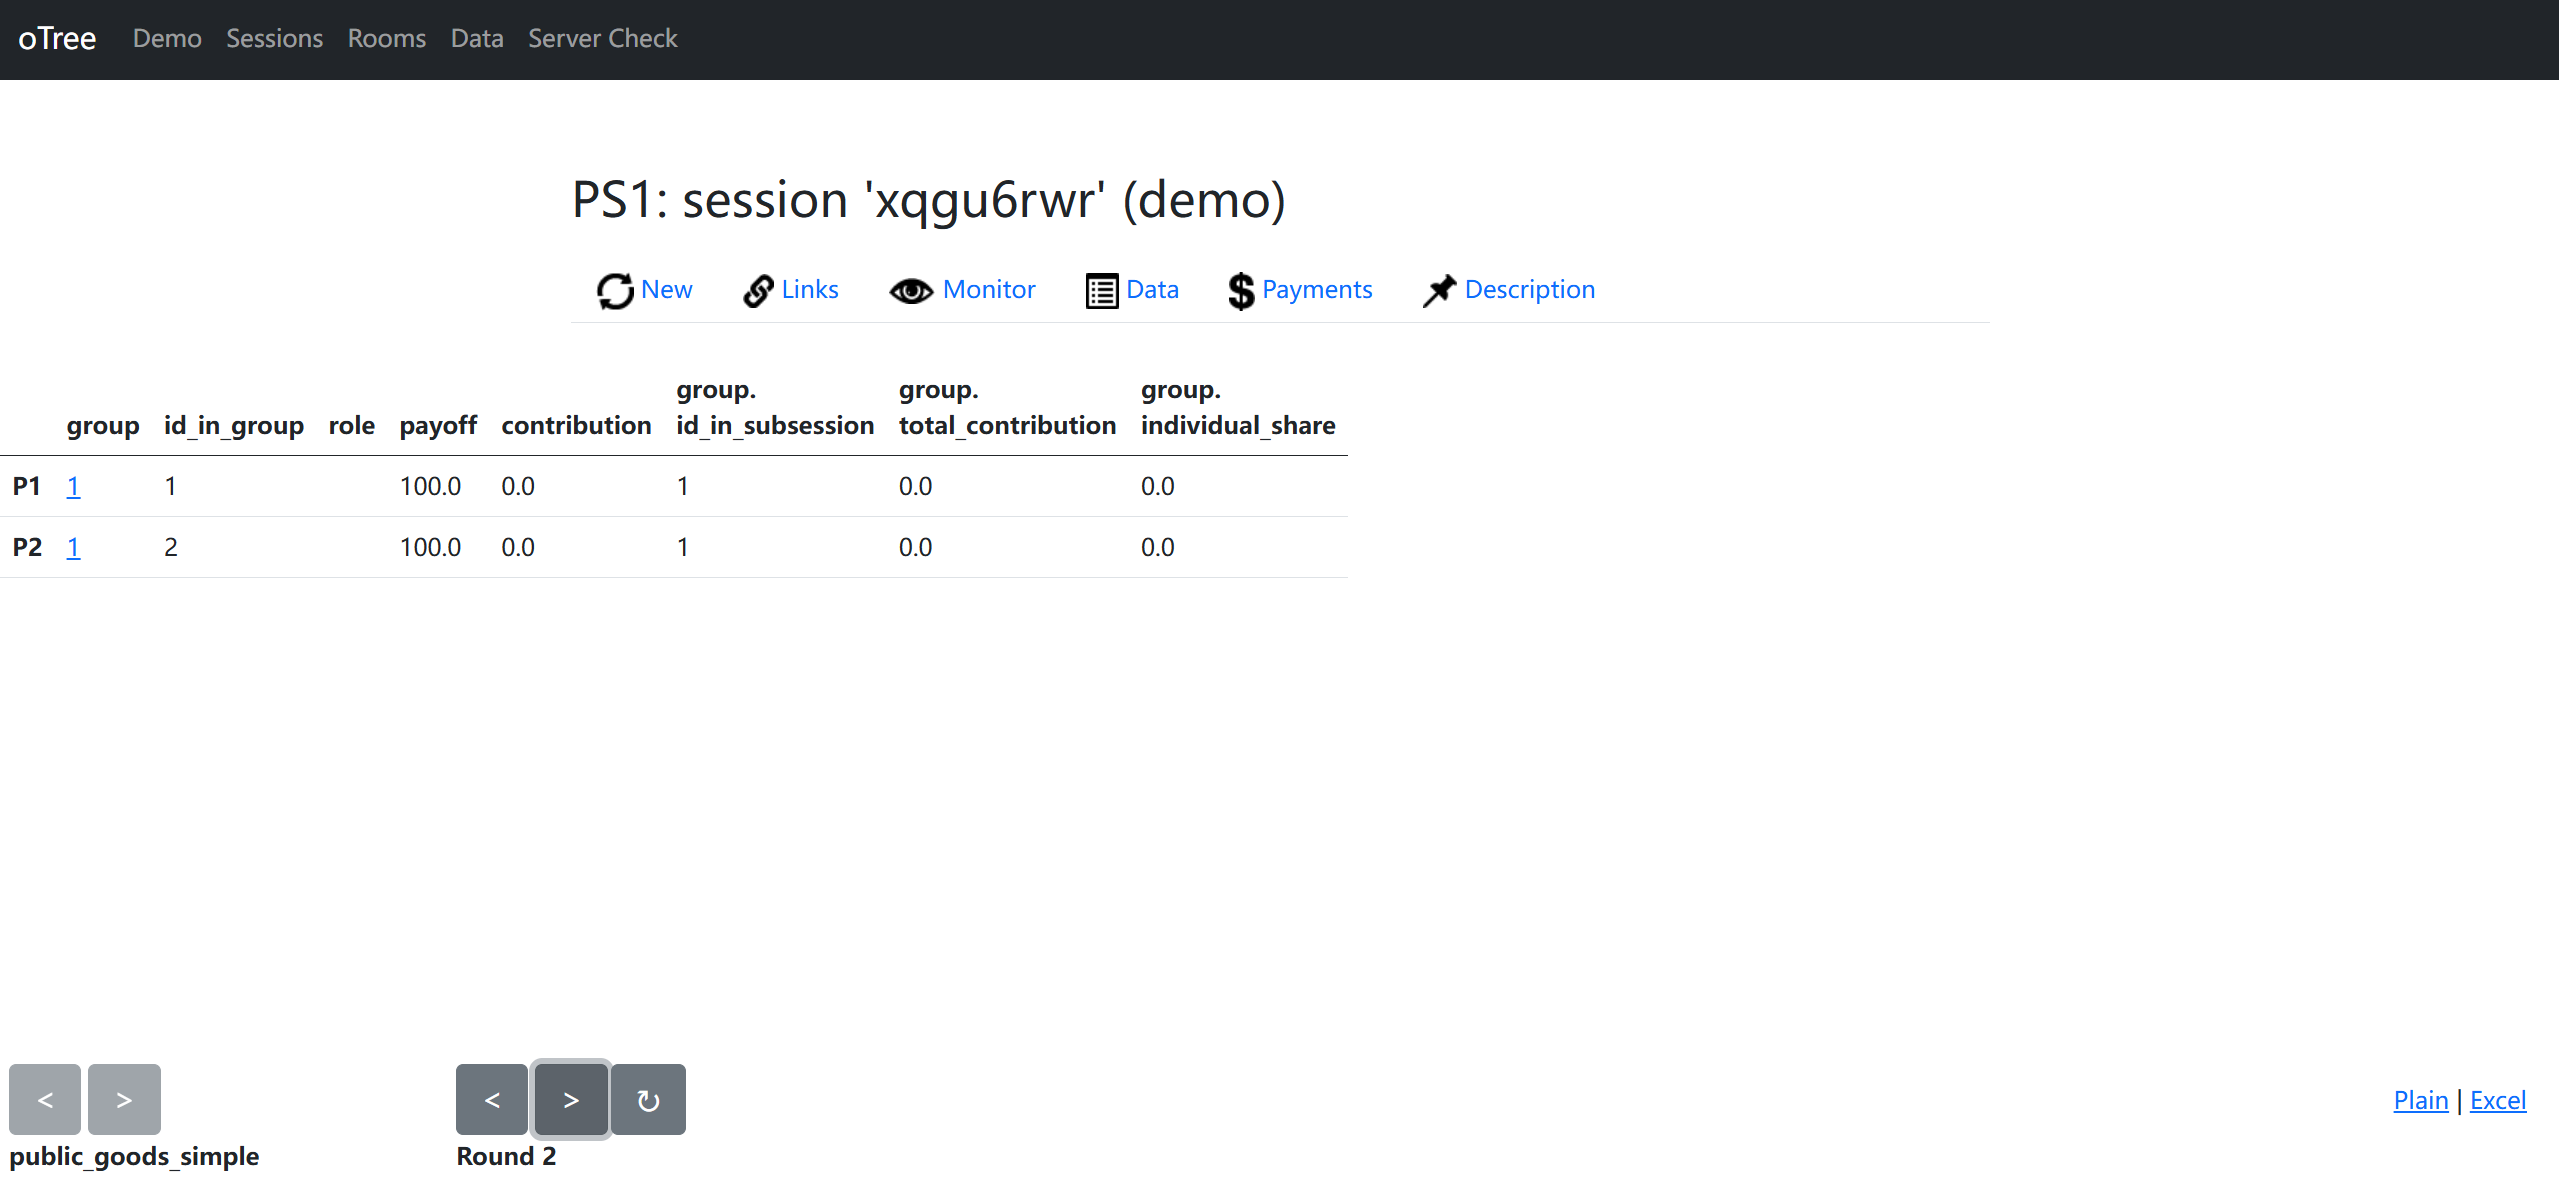 oTree Demo Sessions Rooms Data Server Check
PS1: session 'xqgu6rwr' (demo)
New Links Monitor Data Payments Description
group id_in_group role payoff contribution group. id_in_subsession group. total_contribution group. individual_share
P1 1 1 100.0 0.0 1 0.0 0.0
P2 1 2 100.0 0.0 1 0.0 0.0
< > < > ↻ Plain | Excel
public_goods_simple Round 2